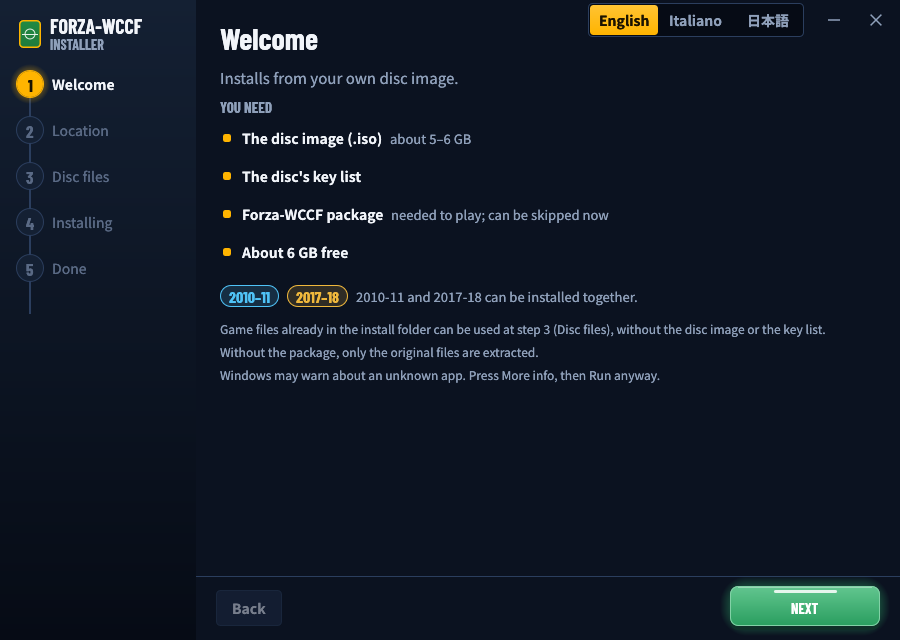 FORZA-WCCF
INSTALLER
1 Welcome
2 Location
3 Disc files
4 Installing
5 Done
English Italiano 日本語
Welcome
Installs from your own disc image.
YOU NEED
The disc image (.iso) about 5–6 GB
The disc's key list
Forza-WCCF package needed to play; can be skipped now
About 6 GB free
2010–11 2017–18 2010-11 and 2017-18 can be installed together.
Game files already in the install folder can be used at step 3 (Disc files), without the disc image or the key list.
Without the package, only the original files are extracted.
Windows may warn about an unknown app. Press More info, then Run anyway.
Back
NEXT